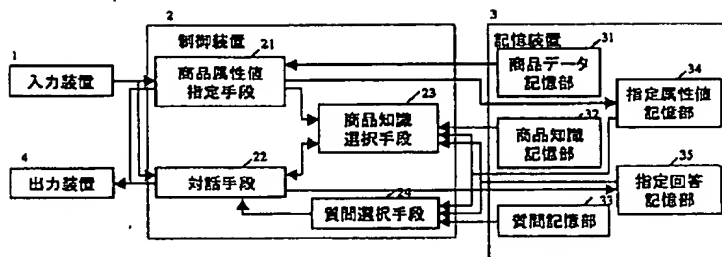 1
入力装置
4
出力装置
2
制御装置
21
商品属性値
指定手段
23
商品知識
選択手段
22
対話手段
24
質問選択手段
3
記憶装置
31
商品データ
記憶部
32
商品知識
記憶部
33
質問記憶部
34
指定属性値
記憶部
35
指定回答
記憶部